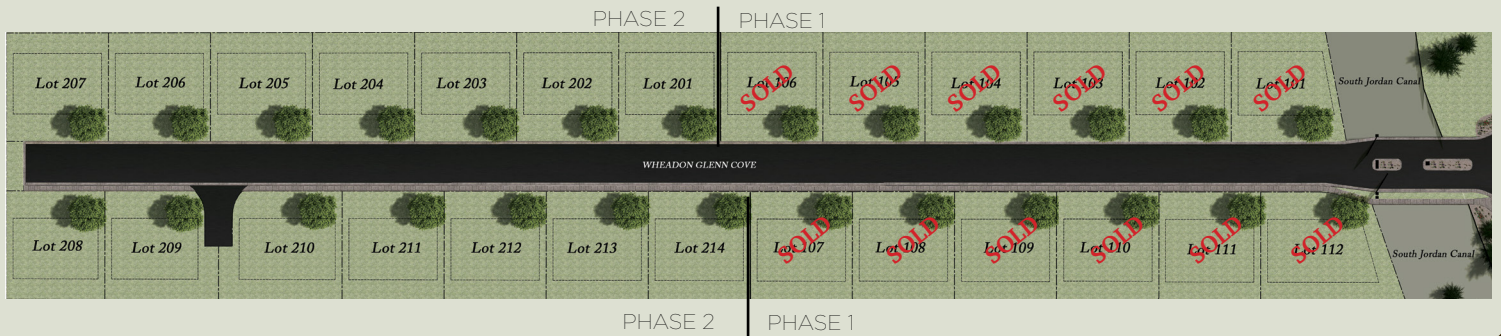 PHASE 2
PHASE 1
Lot 207
Lot 206
Lot 205
Lot 204
Lot 203
Lot 202
Lot 201
Lot 106
SOLD
Lot 105
SOLD
Lot 104
SOLD
Lot 103
SOLD
Lot 102
SOLD
Lot 101
SOLD
South Jordan Canal
WHEADON GLENN COVE
Lot 208
Lot 209
Lot 210
Lot 211
Lot 212
Lot 213
Lot 214
Lot 107
SOLD
Lot 108
SOLD
Lot 109
SOLD
Lot 110
SOLD
Lot 111
SOLD
Lot 112
SOLD
South Jordan Canal
PHASE 2
PHASE 1